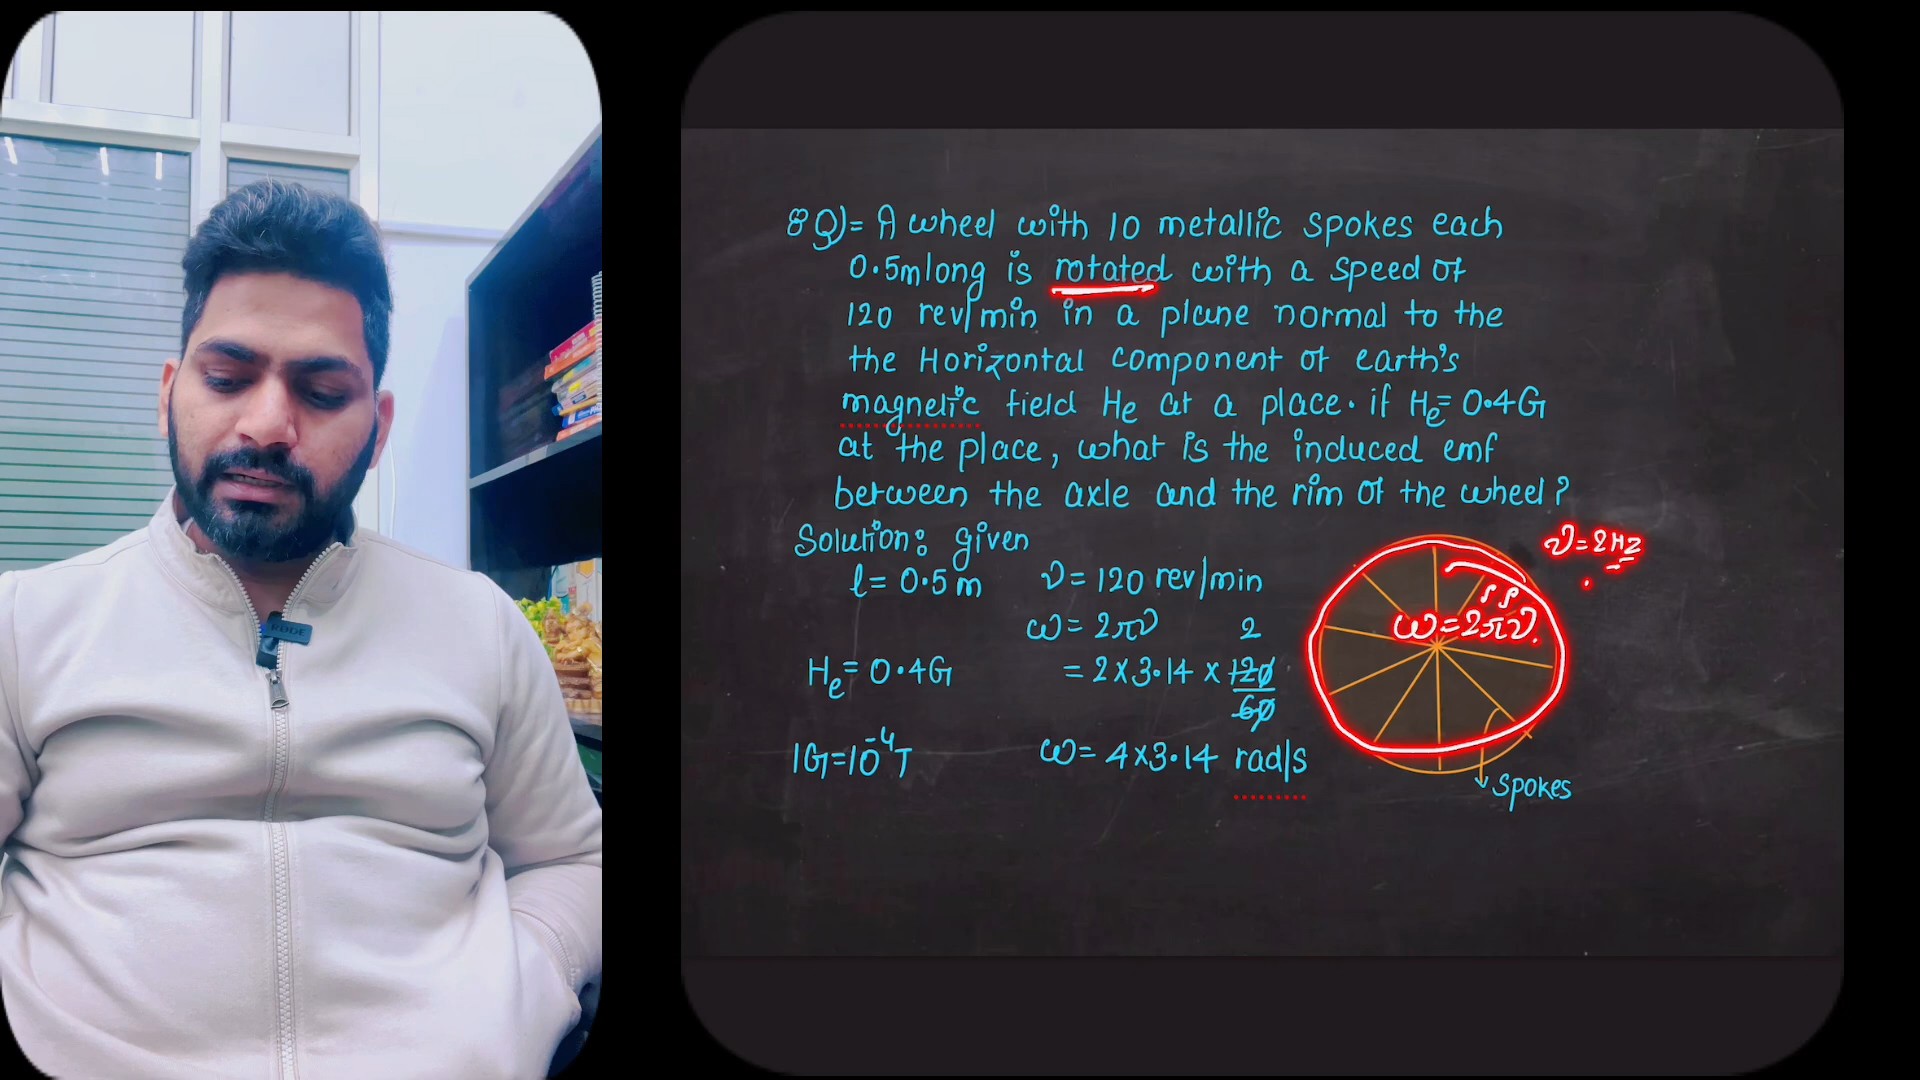 8Q)= A wheel with 10 metallic spokes each
0.5m long is rotated with a speed of
120 rev/min in a plane normal to the
the Horizontal component of earth's
magnetic field He at a place. if He= 0.4G
at the place, what is the induced emf
between the axle and the rim of the wheel?
Solution: given
l= 0.5m ν= 120 rev/min
ω= 2πν 2
He= 0.4G = 2×3.14 × 120/60
1G=10⁻⁴T ω= 4×3.14 rad/s
ν=2Hz
ω=2πν.
spokes